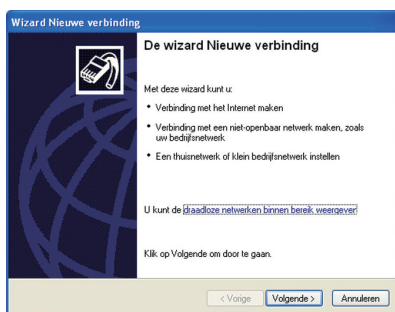 Wizard Nieuwe verbinding
De wizard Nieuwe verbinding
Met deze wizard kunt u:
• Verbinding met het Internet maken
• Verbinding met een niet-openbaar netwerk maken, zoals
uw bedrijfsnetwerk
• Een thuisnetwerk of klein bedrijfsnetwerk instellen
U kunt de draadloze netwerken binnen bereik weergeven
Klik op Volgende om door te gaan.
< Vorige Volgende > Annuleren